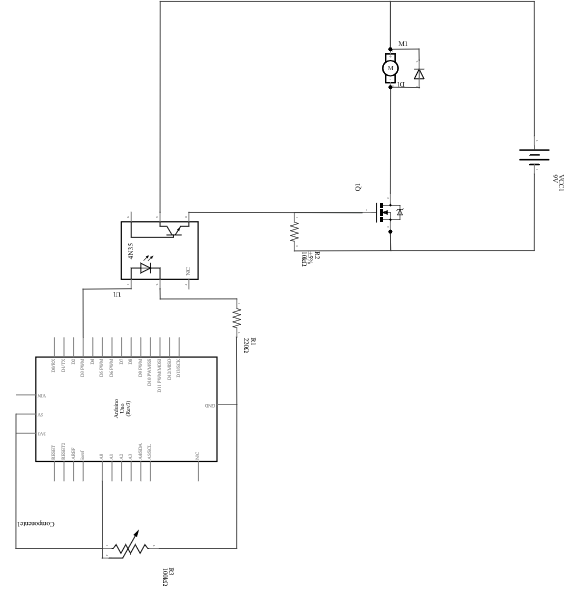 M1
M
D1
VCC1
9V
Q1
R2
10kΩ
±5%
4N35
NC
U1
R1
220Ω
D0/RX
D1/TX
D2
D3 PWM
D4
D5 PWM
D6 PWM
D7
D8
D9 PWM
D10 PWM/SS
D11 PWM/MOSI
D12/MISO
D13/SCK
VIN
5V
3V3
Arduino
Uno
(Rev3)
GND
RESET
RESET2
AREF
ioref
A0
A1
A2
A3
A4/SDA
A5/SCL
NC
Componente1
R3
100kΩ